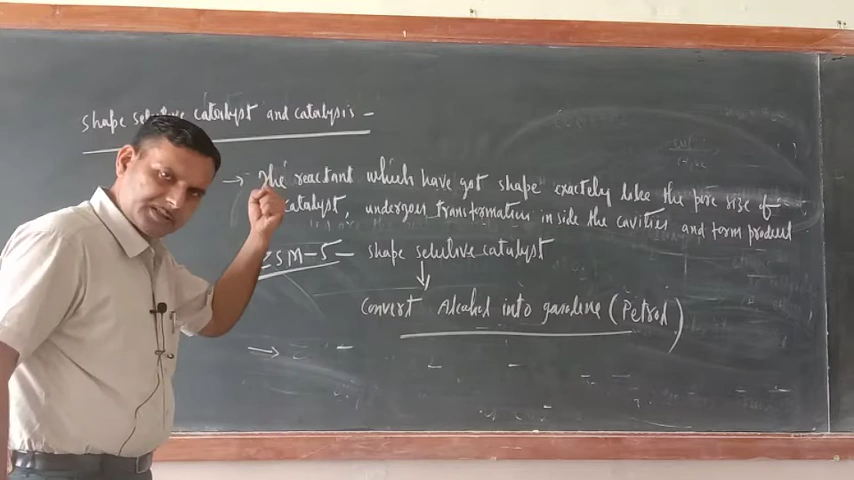 shape selective catalyst and catalysis -
→ The reactant which have got shape exactly like the pore size of
catalyst, undergoes transformation inside the cavities and form product
ZSM-5 - shape selective catalyst
↓
Convert Alcohol into gasoline (Petrol)
→